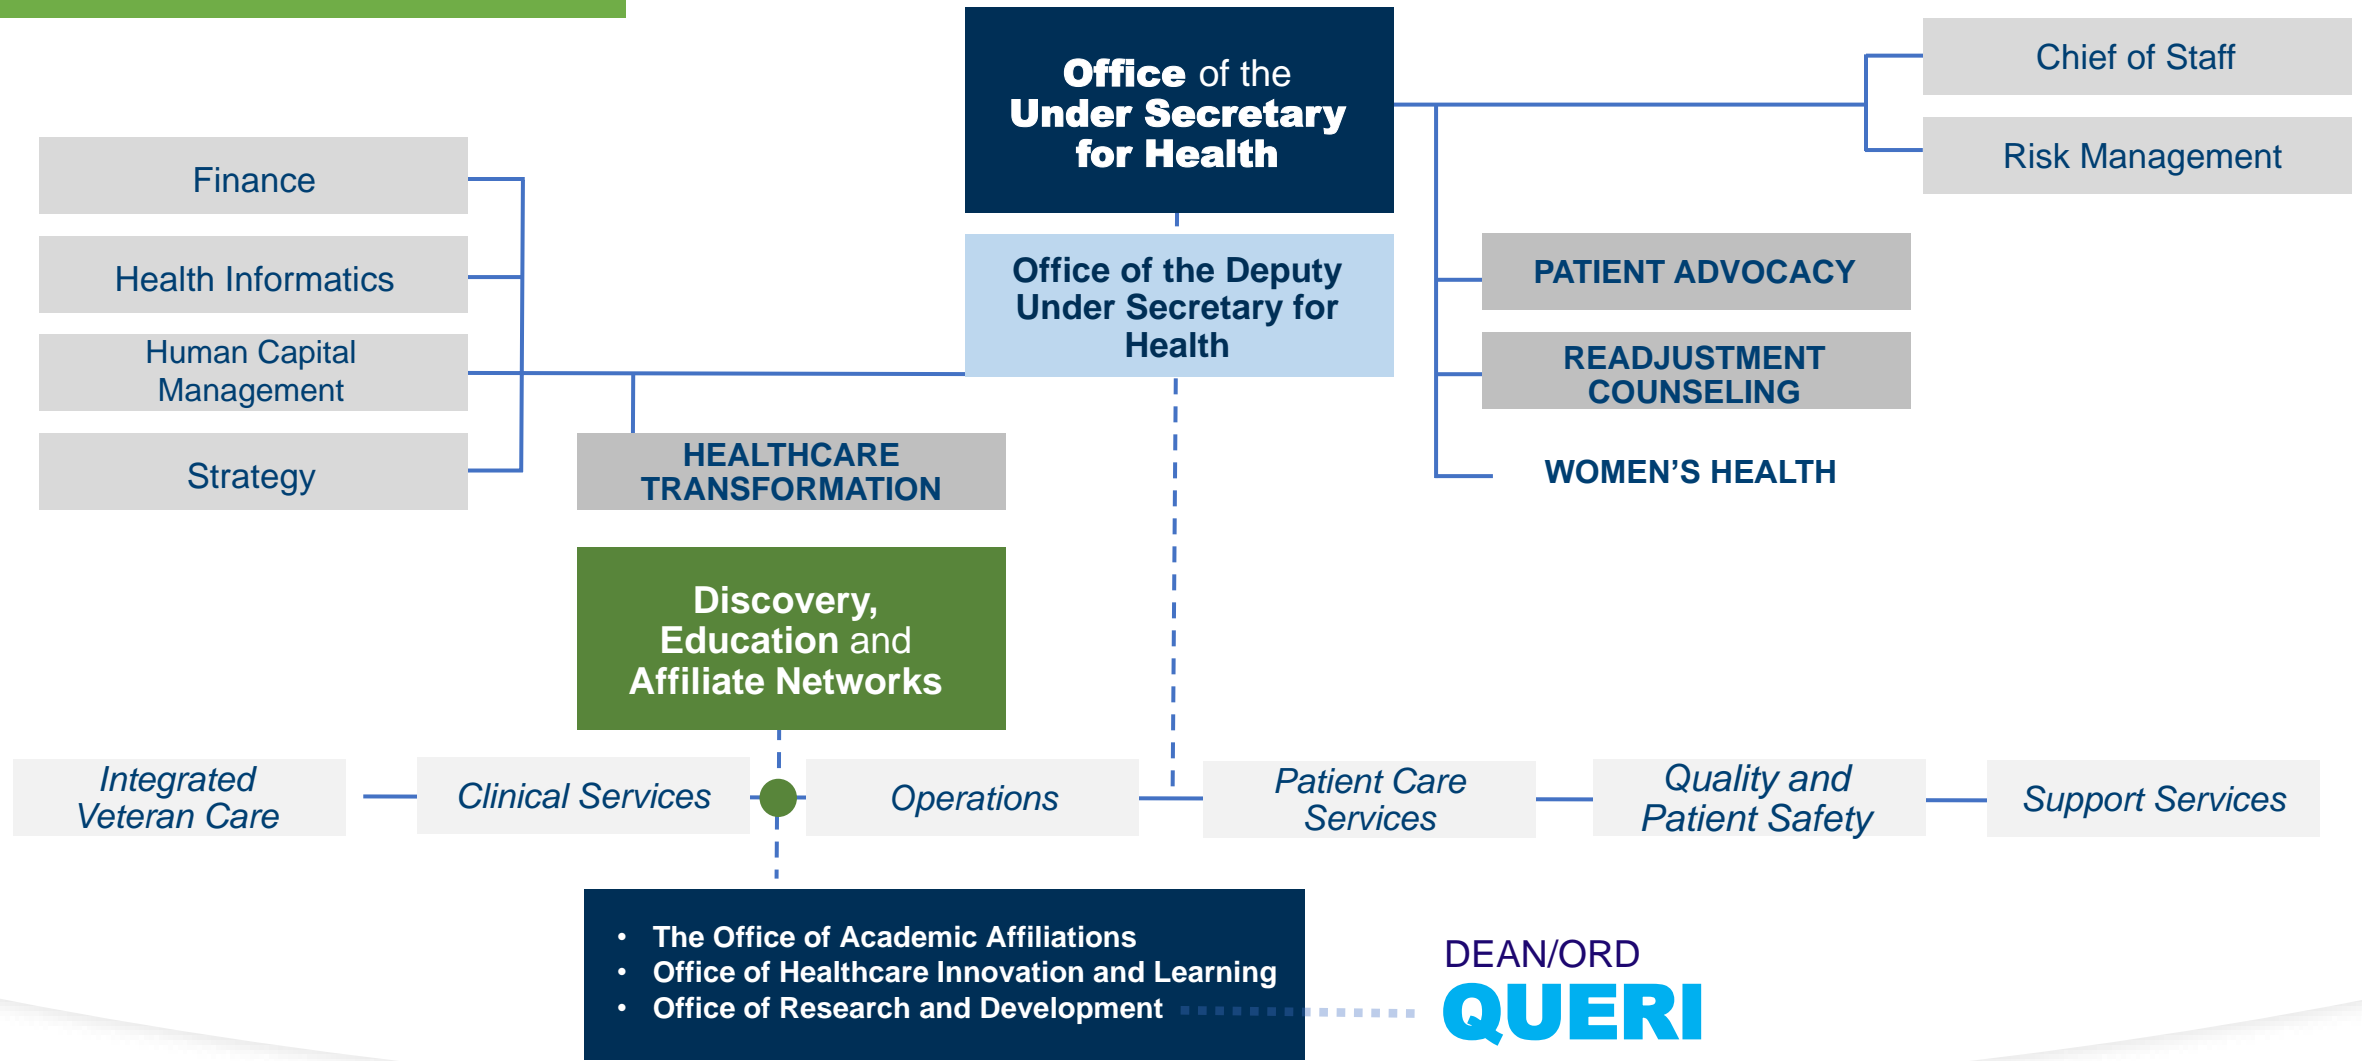 Office of the
Under Secretary
for Health
Chief of Staff
Risk Management
Finance
Health Informatics
Human Capital
Management
Strategy
Office of the Deputy
Under Secretary for
Health
PATIENT ADVOCACY
READJUSTMENT
COUNSELING
WOMEN’S HEALTH
HEALTHCARE
TRANSFORMATION
Discovery,
Education and
Affiliate Networks
Integrated
Veteran Care
Clinical Services
Operations
Patient Care
Services
Quality and
Patient Safety
Support Services
• The Office of Academic Affiliations
• Office of Healthcare Innovation and Learning
• Office of Research and Development
DEAN/ORD
QUERI